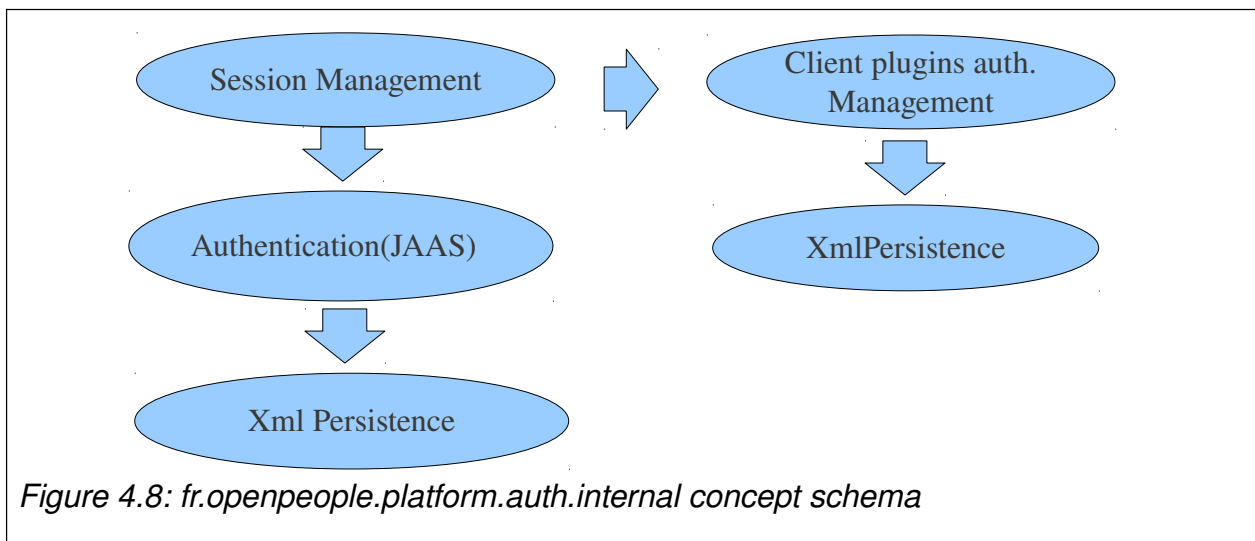 Session Management
Client plugins auth.
Management
Authentication(JAAS)
XmlPersistence
Xml Persistence
Figure 4.8: fr.openpeople.platform.auth.internal concept schema